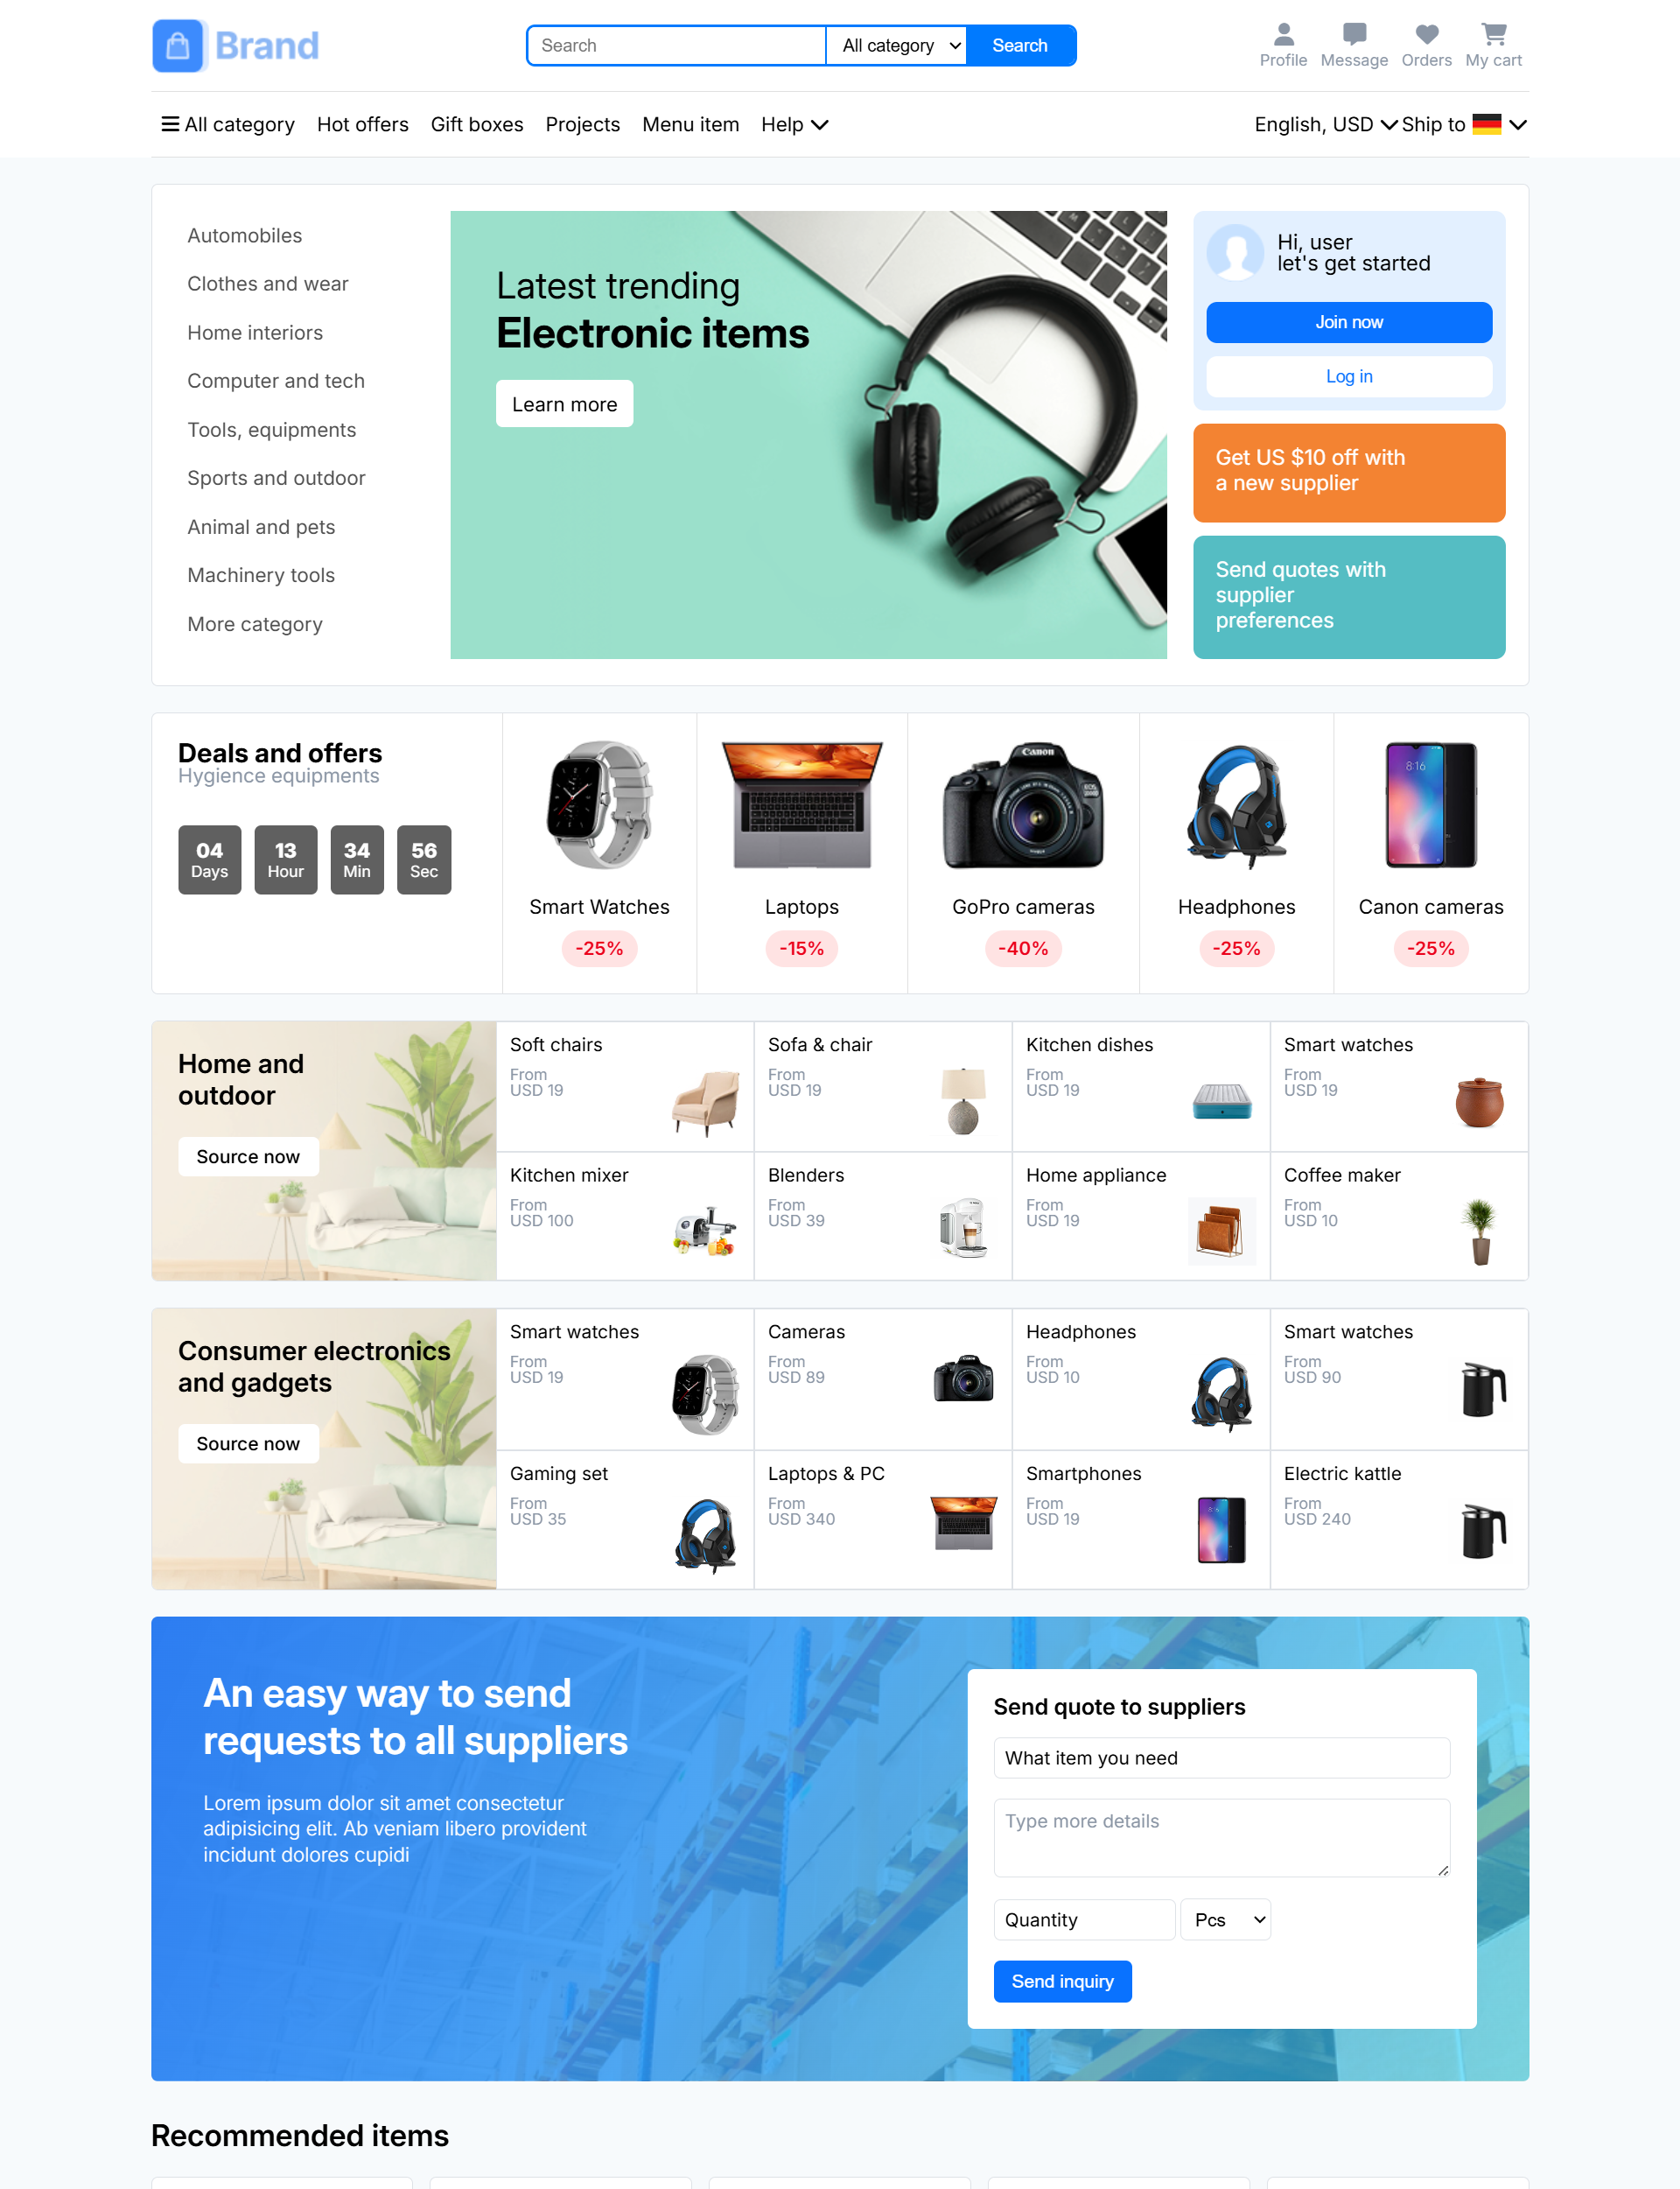 Brand
Search
All category
Search
Profile
Message
Orders
My cart
All category
Hot offers
Gift boxes
Projects
Menu item
Help
English, USD
Ship to
Automobiles
Clothes and wear
Home interiors
Computer and tech
Tools, equipments
Sports and outdoor
Animal and pets
Machinery tools
More category
Latest trending
Electronic items
Learn more
Hi, user
let's get started
Join now
Log in
Get US $10 off with
a new supplier
Send quotes with
supplier
preferences
Deals and offers
Hygience equipments
04
Days
13
Hour
34
Min
56
Sec
Smart Watches
-25%
Laptops
-15%
Canon
GoPro cameras
-40%
Headphones
-25%
8:16
Canon cameras
-25%
Home and
outdoor
Source now
Soft chairs
From
USD 19
Sofa & chair
From
USD 19
Kitchen dishes
From
USD 19
Smart watches
From
USD 19
Kitchen mixer
From
USD 100
Blenders
From
USD 39
Home appliance
From
USD 19
Coffee maker
From
USD 10
Consumer electronics
and gadgets
Source now
Smart watches
From
USD 19
Cameras
From
USD 89
Headphones
From
USD 10
Smart watches
From
USD 90
Gaming set
From
USD 35
Laptops & PC
From
USD 340
Smartphones
From
USD 19
Electric kattle
From
USD 240
An easy way to send
requests to all suppliers
Lorem ipsum dolor sit amet consectetur
adipisicing elit. Ab veniam libero provident
incidunt dolores cupidi
Send quote to suppliers
What item you need
Type more details
Quantity
Pcs
Send inquiry
Recommended items